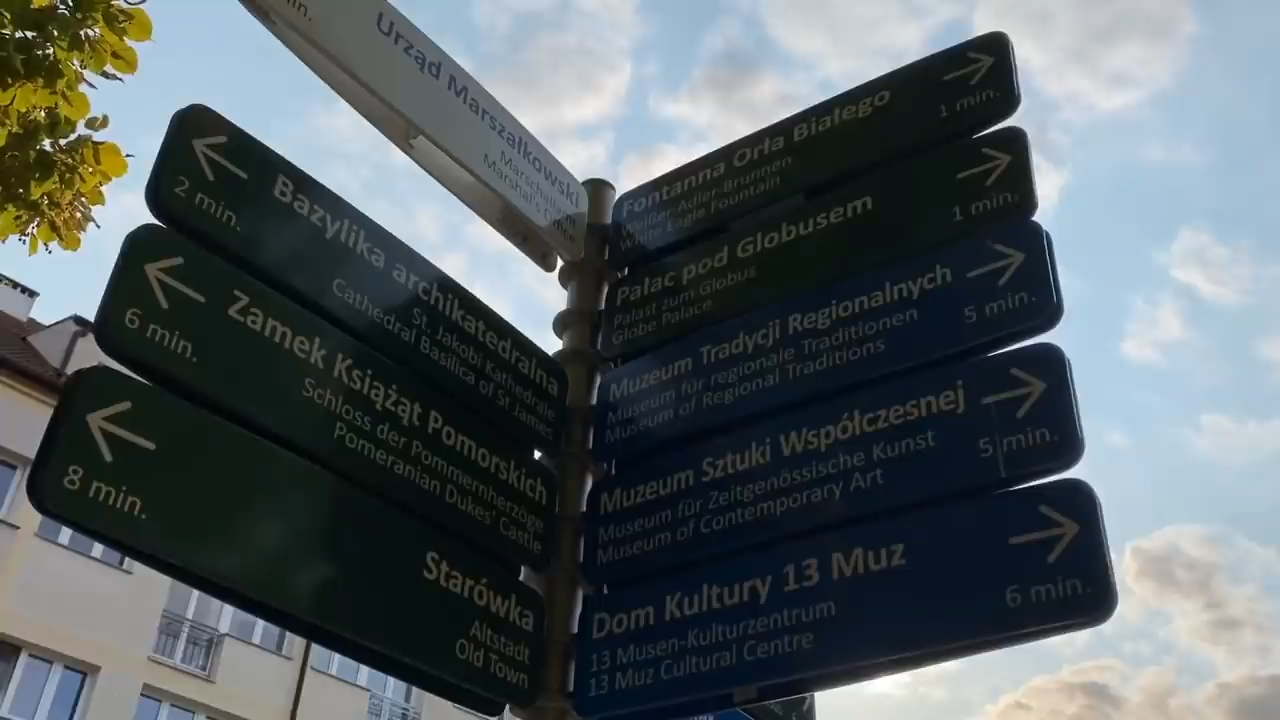 Urząd Marszałkowski
Marshal's Office
2 min.
Bazylika archikatedralna
St. Jakobi Kathedrale
Cathedral Basilica of St James
6 min.
Zamek Książąt Pomorskich
Schloss der Pommernherzöge
Pomeranian Dukes' Castle
8 min.
Starówka
Altstadt
Old Town
Fontanna Orła Białego
Weißer-Adler-Brunnen
White Eagle Fountain
1 min.
Pałac pod Globusem
Palast zum Globus
Globe Palace
1 min.
Muzeum Tradycji Regionalnych
Museum für regionale Traditionen
Museum of Regional Traditions
5 min.
Muzeum Sztuki Współczesnej
Museum für Zeitgenössische Kunst
Museum of Contemporary Art
5 min.
Dom Kultury 13 Muz
13 Musen-Kulturzentrum
13 Muz Cultural Centre
6 min.